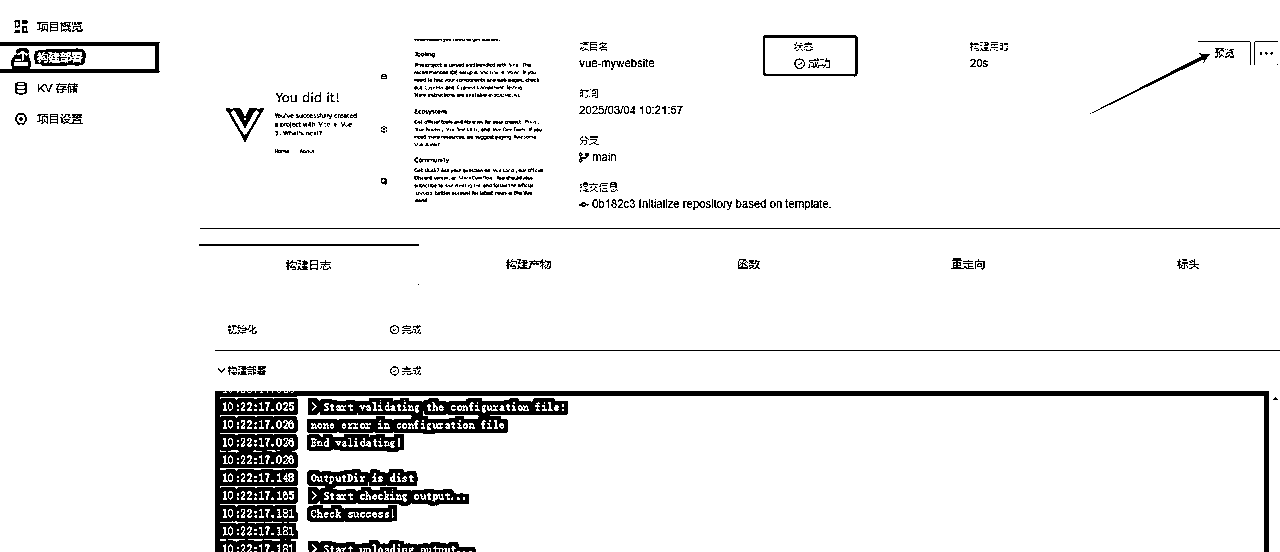 项目概览
构建部署
KV 存储
项目设置
You did it!
You've successfully created
a project with Vite + Vue
3. What's next?
Home About
Tooling
Ecosystem
Community
项目名
vue-mywebsite
状态
成功
构建用时
20s
预览
时间
2025/03/04 10:21:57
分支
main
提交信息
0b182c3 Initialize repository based on template.
构建日志
构建产物
函数
重定向
标头
初始化
完成
构建部署
完成
10:22:17.025 > Start validating the configuration file!
10:22:17.026 none error in configuration file
10:22:17.026 End validating!
10:22:17.026
10:22:17.148 OutputDir is dist
10:22:17.165 > Start checking output...
10:22:17.181 Check success!
10:22:17.181
10:22:17.181 > Start uploading output...